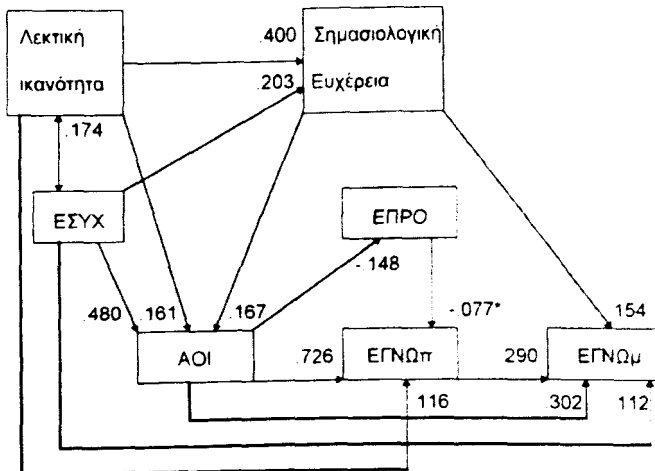 Λεκτική
ικανότητα
.400
Σημασιολογική
.203
Ευχέρεια
.174
ΕΣΥΧ
ΕΠΡΟ
-.148
.480
.161
.167
-.077*
.154
ΑΟΙ
.726
ΕΓΝΩπ
290
ΕΓΝΩμ
116
302
112